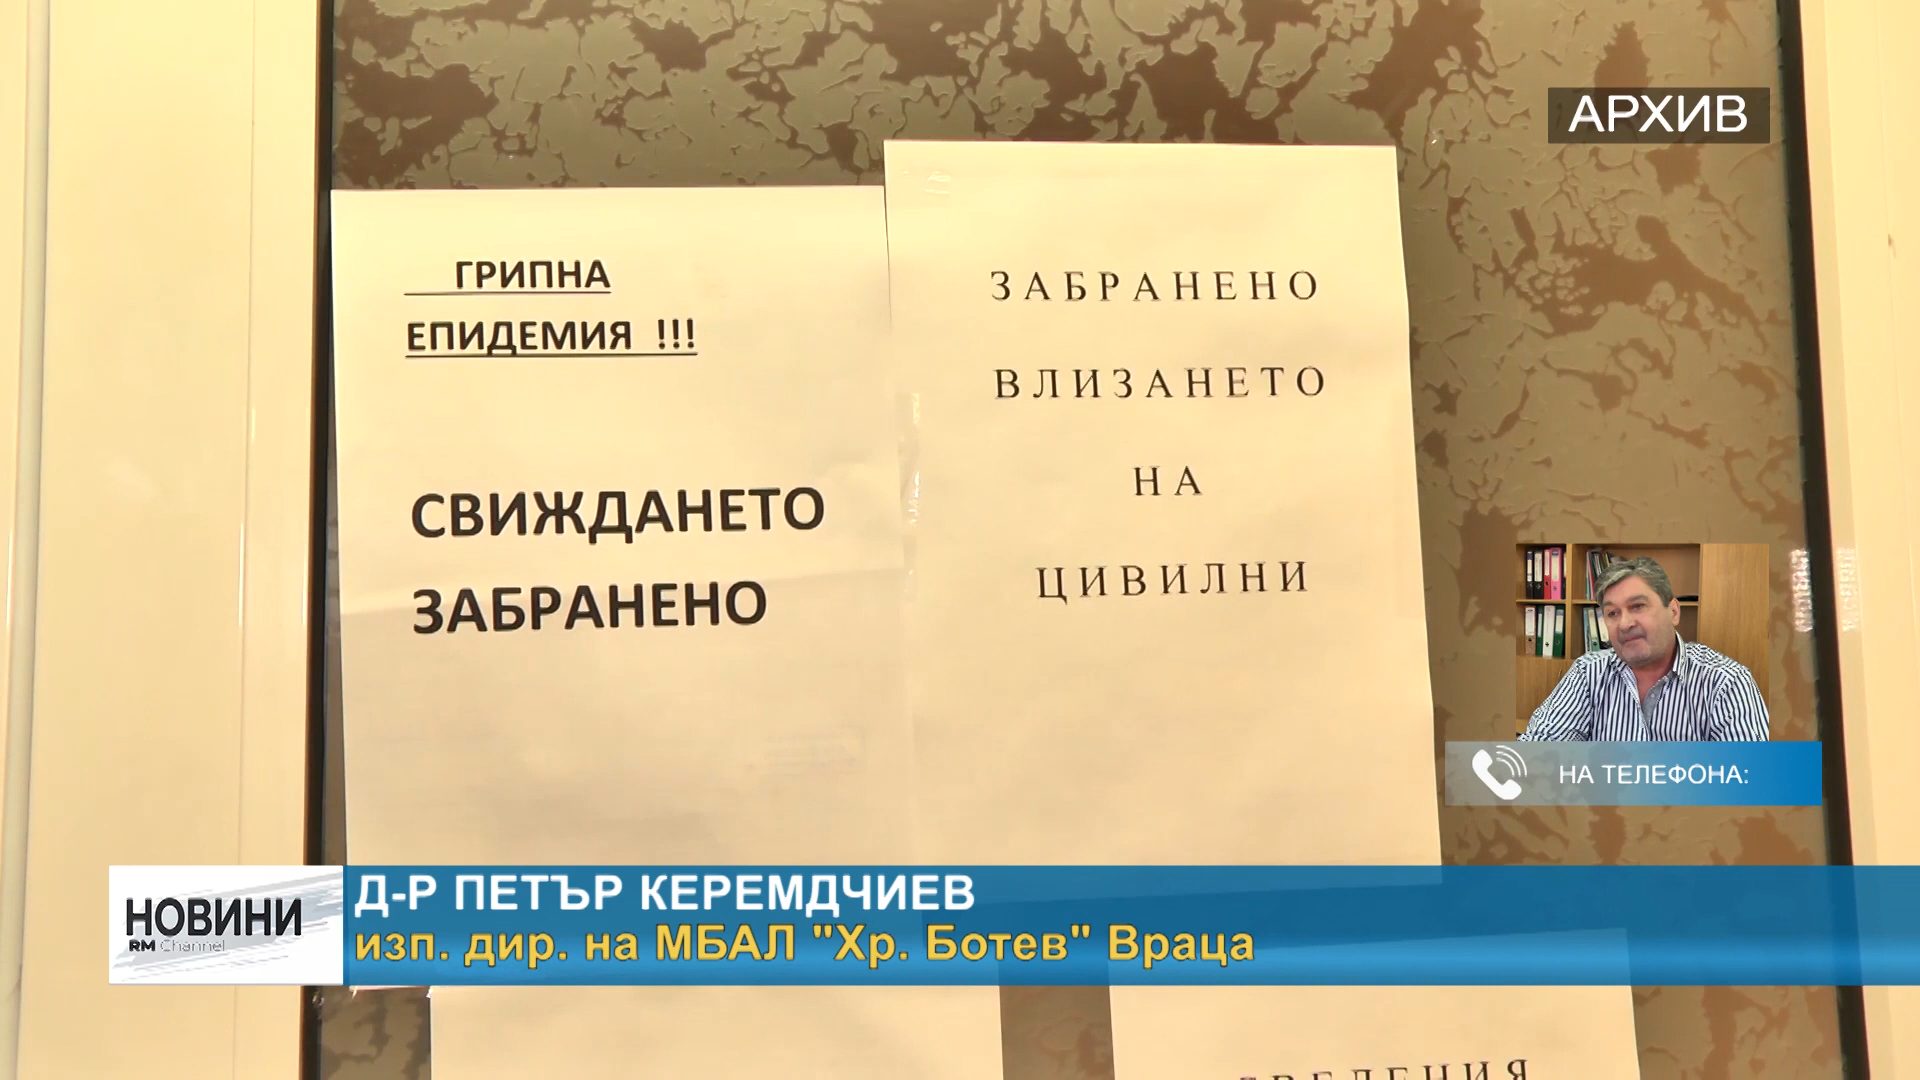 АРХИВ
ГРИПНА
ЕПИДЕМИЯ !!!
СВИЖДАНЕТО
ЗАБРАНЕНО
ЗАБРАНЕНО
ВЛИЗАНЕТО
НА
ЦИВИЛНИ
НА ТЕЛЕФОНА:
НОВИНИ
RM Channel
Д-Р ПЕТЪР КЕРЕМДЧИЕВ
изп. дир. на МБАЛ "Хр. Ботев" Враца